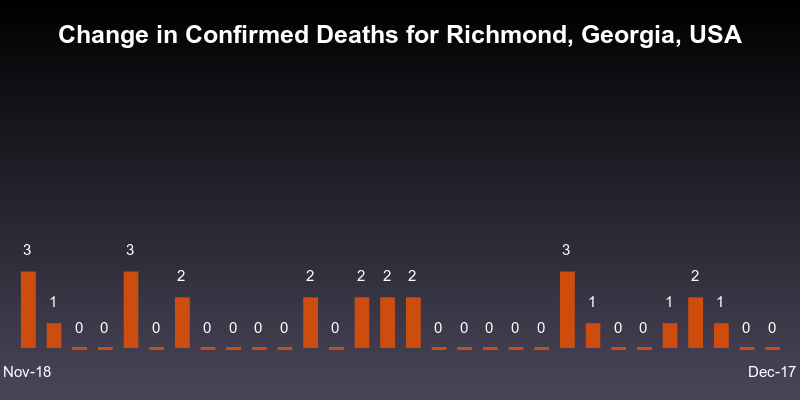 Change in Confirmed Deaths for Richmond, Georgia, USA
3 1 0 0 3 0 2 0 0 0 0 2 0 2 2 2 0 0 0 0 0 3 1 0 0 1 2 1 0 0
Nov-18 Dec-17